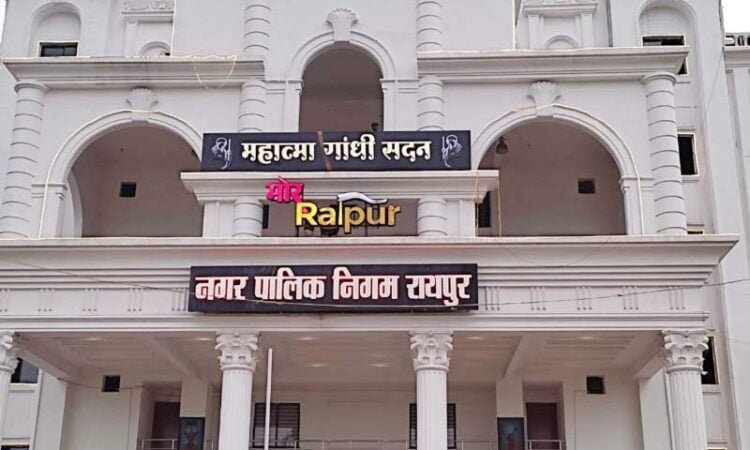 महात्मा गांधी सदन
मोर
Raipur
नगर पालिक निगम रायपुर